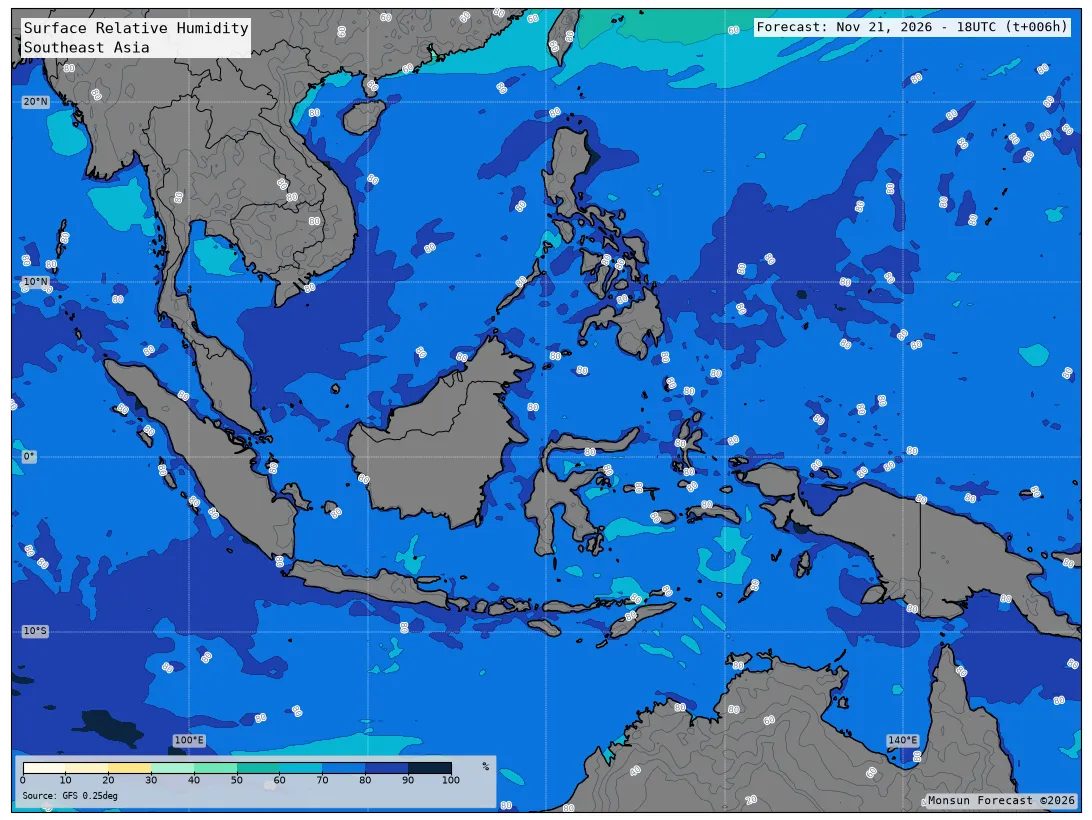 Surface Relative Humidity
Southeast Asia
Forecast: Nov 21, 2026 - 18UTC (t+006h)
20°N
10°N
0°
10°S
100°E
140°E
0 10 20 30 40 50 60 70 80 90 100 %
Source: GFS 0.25deg
Monsun Forecast ©2026